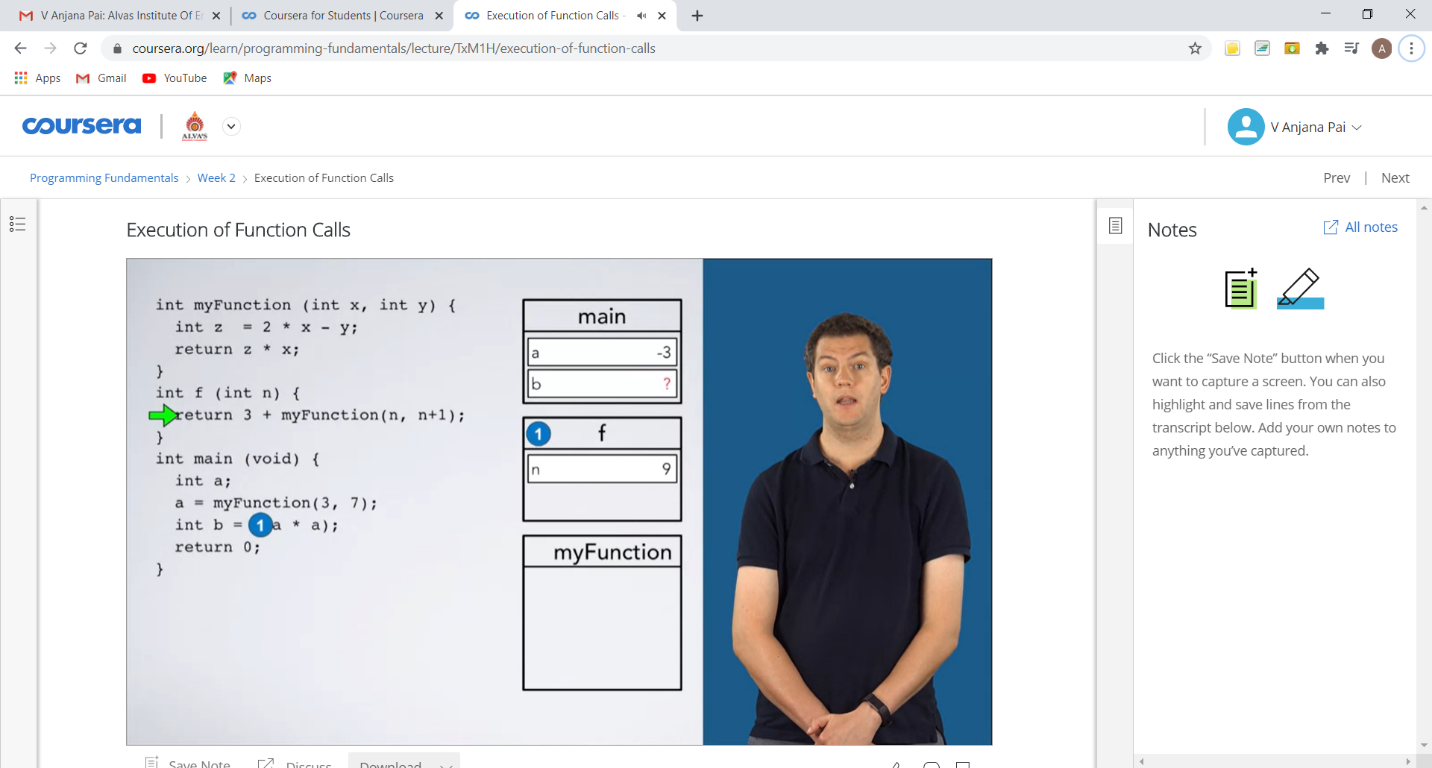 V Anjana Pai: Alvas Institute Of E
Coursera for Students | Coursera
Execution of Function Calls -
coursera.org/learn/programming-fundamentals/lecture/TxM1H/execution-of-function-calls
A
Apps
Gmail
YouTube
Maps
coursera
ALVA'S
V Anjana Pai
Programming Fundamentals > Week 2 > Execution of Function Calls
Prev | Next
Execution of Function Calls
int myFunction (int x, int y) {
int z = 2 * x - y;
return z * x;
}
int f (int n) {
return 3 + myFunction(n, n+1);
}
int main (void) {
int a;
a = myFunction(3, 7);
int b = 1 a * a);
return 0;
}
main
a -3
b ?
1 f
n 9
myFunction
Notes
All notes
Click the “Save Note” button when you
want to capture a screen. You can also
highlight and save lines from the
transcript below. Add your own notes to
anything you’ve captured.
Save Note
Discuss
Download